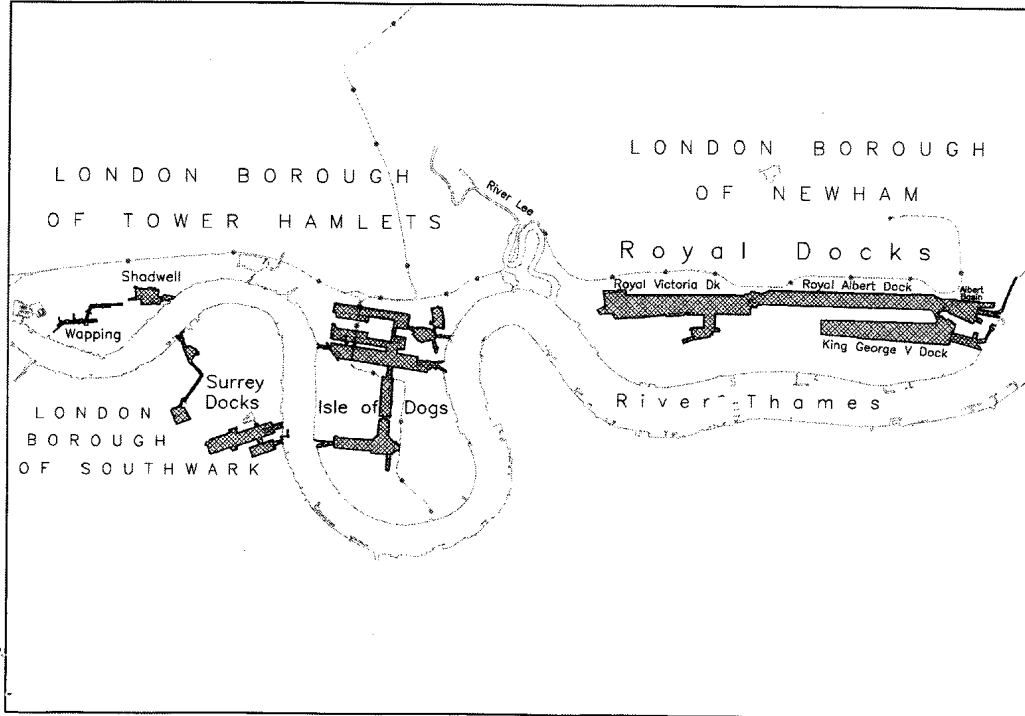 LONDON BOROUGH
OF NEWHAM
LONDON BOROUGH
OF TOWER HAMLETS
River Lee
Royal Docks
Shadwell
Royal Victoria Dk
Royal Albert Dock
Albert
Basin
Wapping
King George V Dock
Surrey
Docks
Isle of Dogs
River Thames
LONDON
BOROUGH
OF SOUTHWARK